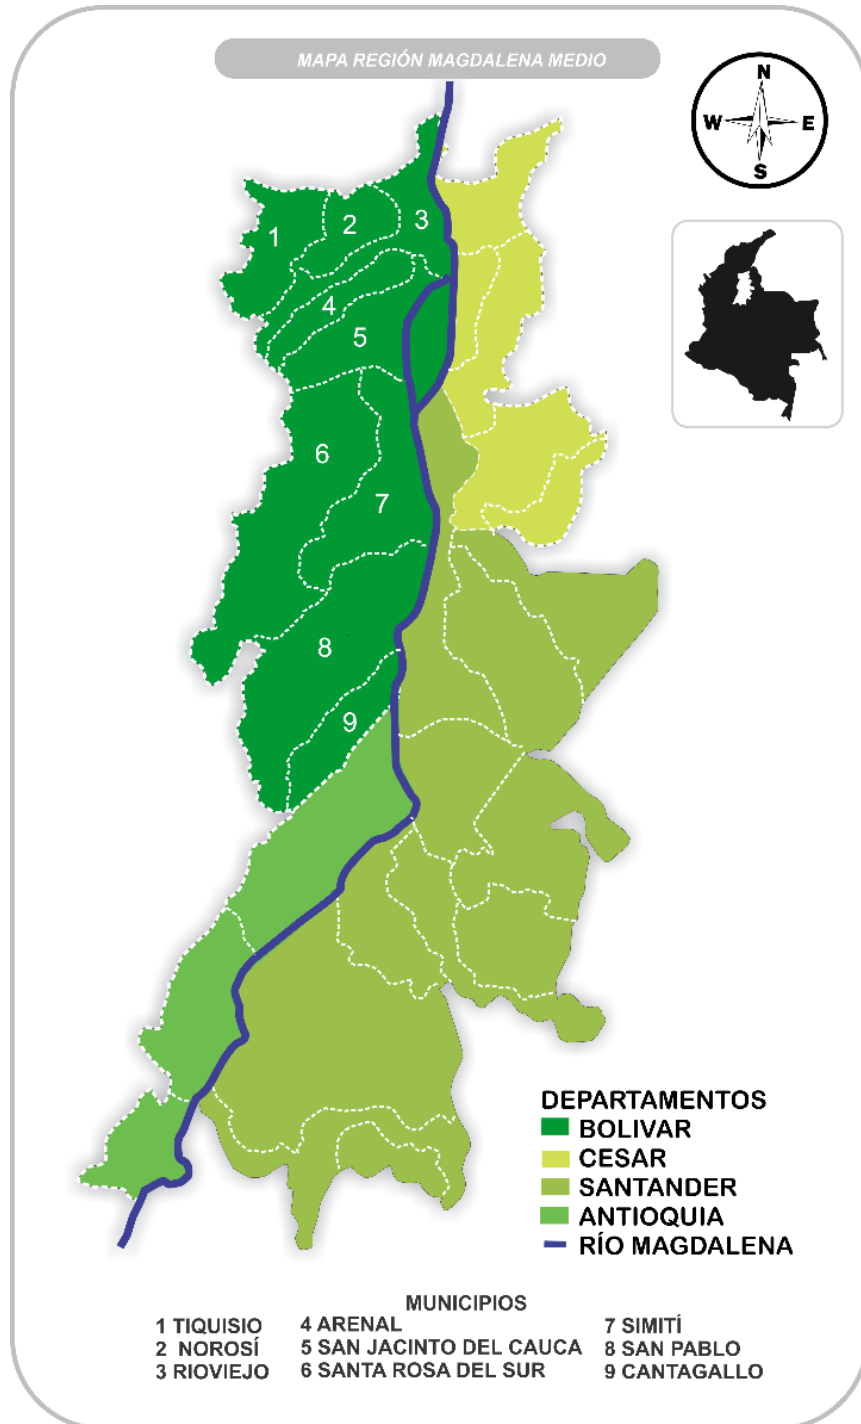 MAPA REGIÓN MAGDALENA MEDIO
N
W E
S
1
2
3
4
5
6
7
8
9
DEPARTAMENTOS
BOLIVAR
CESAR
SANTANDER
ANTIOQUIA
RÍO MAGDALENA
MUNICIPIOS
1 TIQUISIO 4 ARENAL 7 SIMITÍ
2 NOROSÍ 5 SAN JACINTO DEL CAUCA 8 SAN PABLO
3 RIOVIEJO 6 SANTA ROSA DEL SUR 9 CANTAGALLO